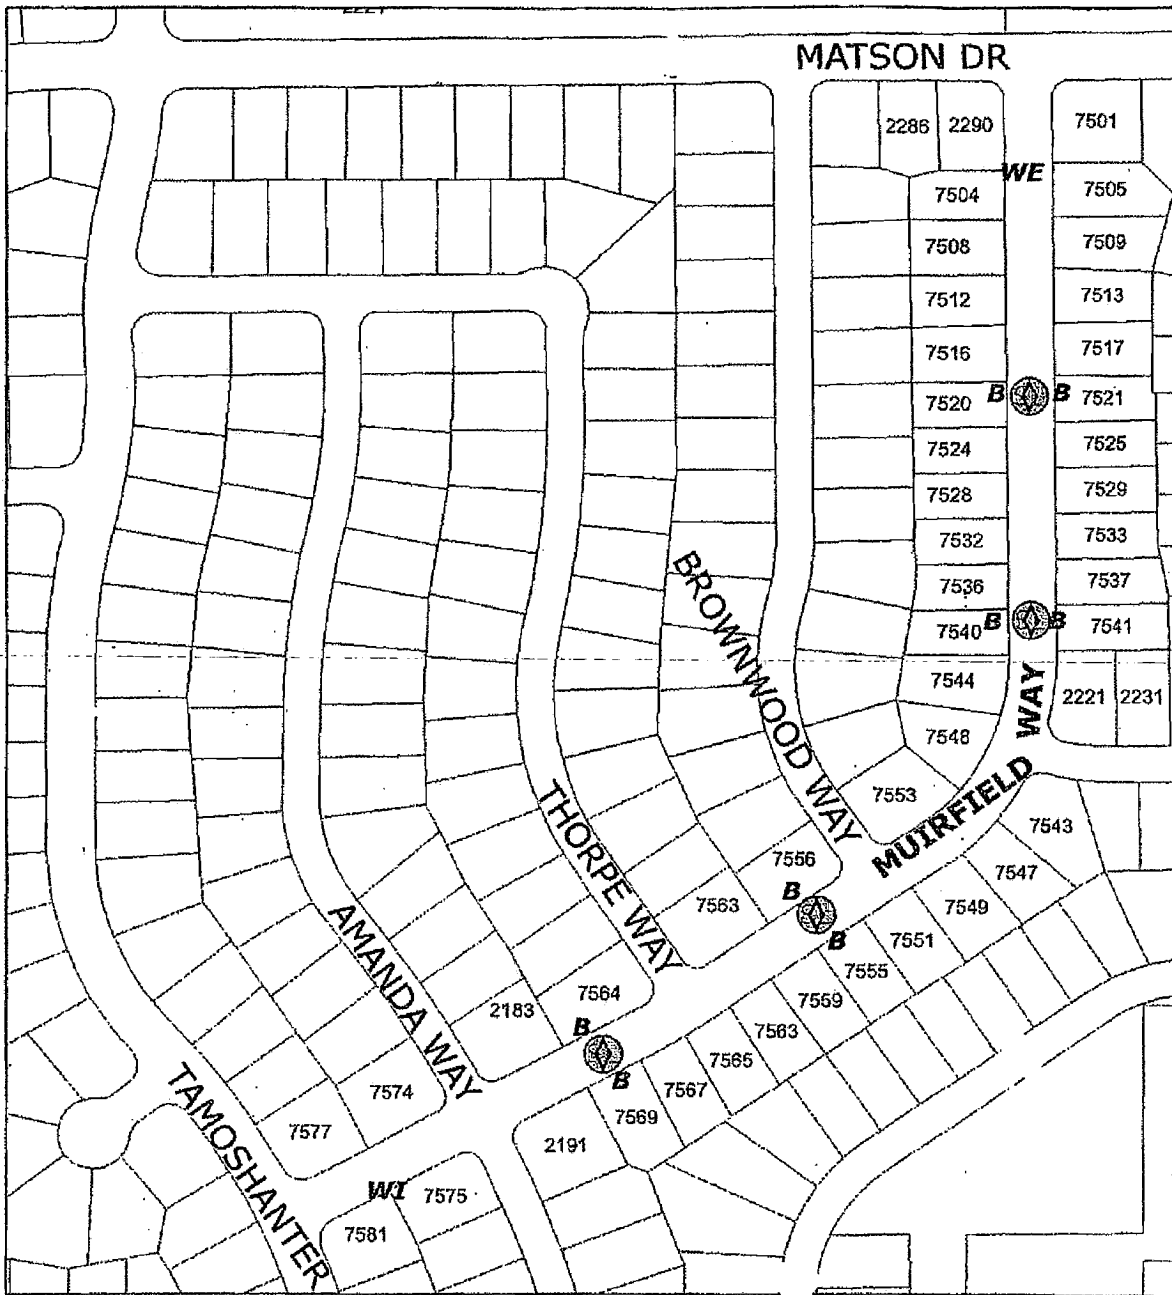 MATSON DR
2286 2290 7501
WE
7504 7505
7508 7509
7512 7513
7516 7517
7520 B B 7521
7524 7525
7528 7529
7532 7533
7536 7537
7540 B B 7541
7544 2221 2231
7548
7553
MUIRFIELD WAY
BROWNWOOD WAY
7543
7556 7547
THORPE WAY
7563 B 7549
B 7551
7555
AMANDA WAY
2183 7564 7559
B 7563
B 7565
7574 7567
7577 2191 7569
TAMOSHANTER
WI 7575
7581